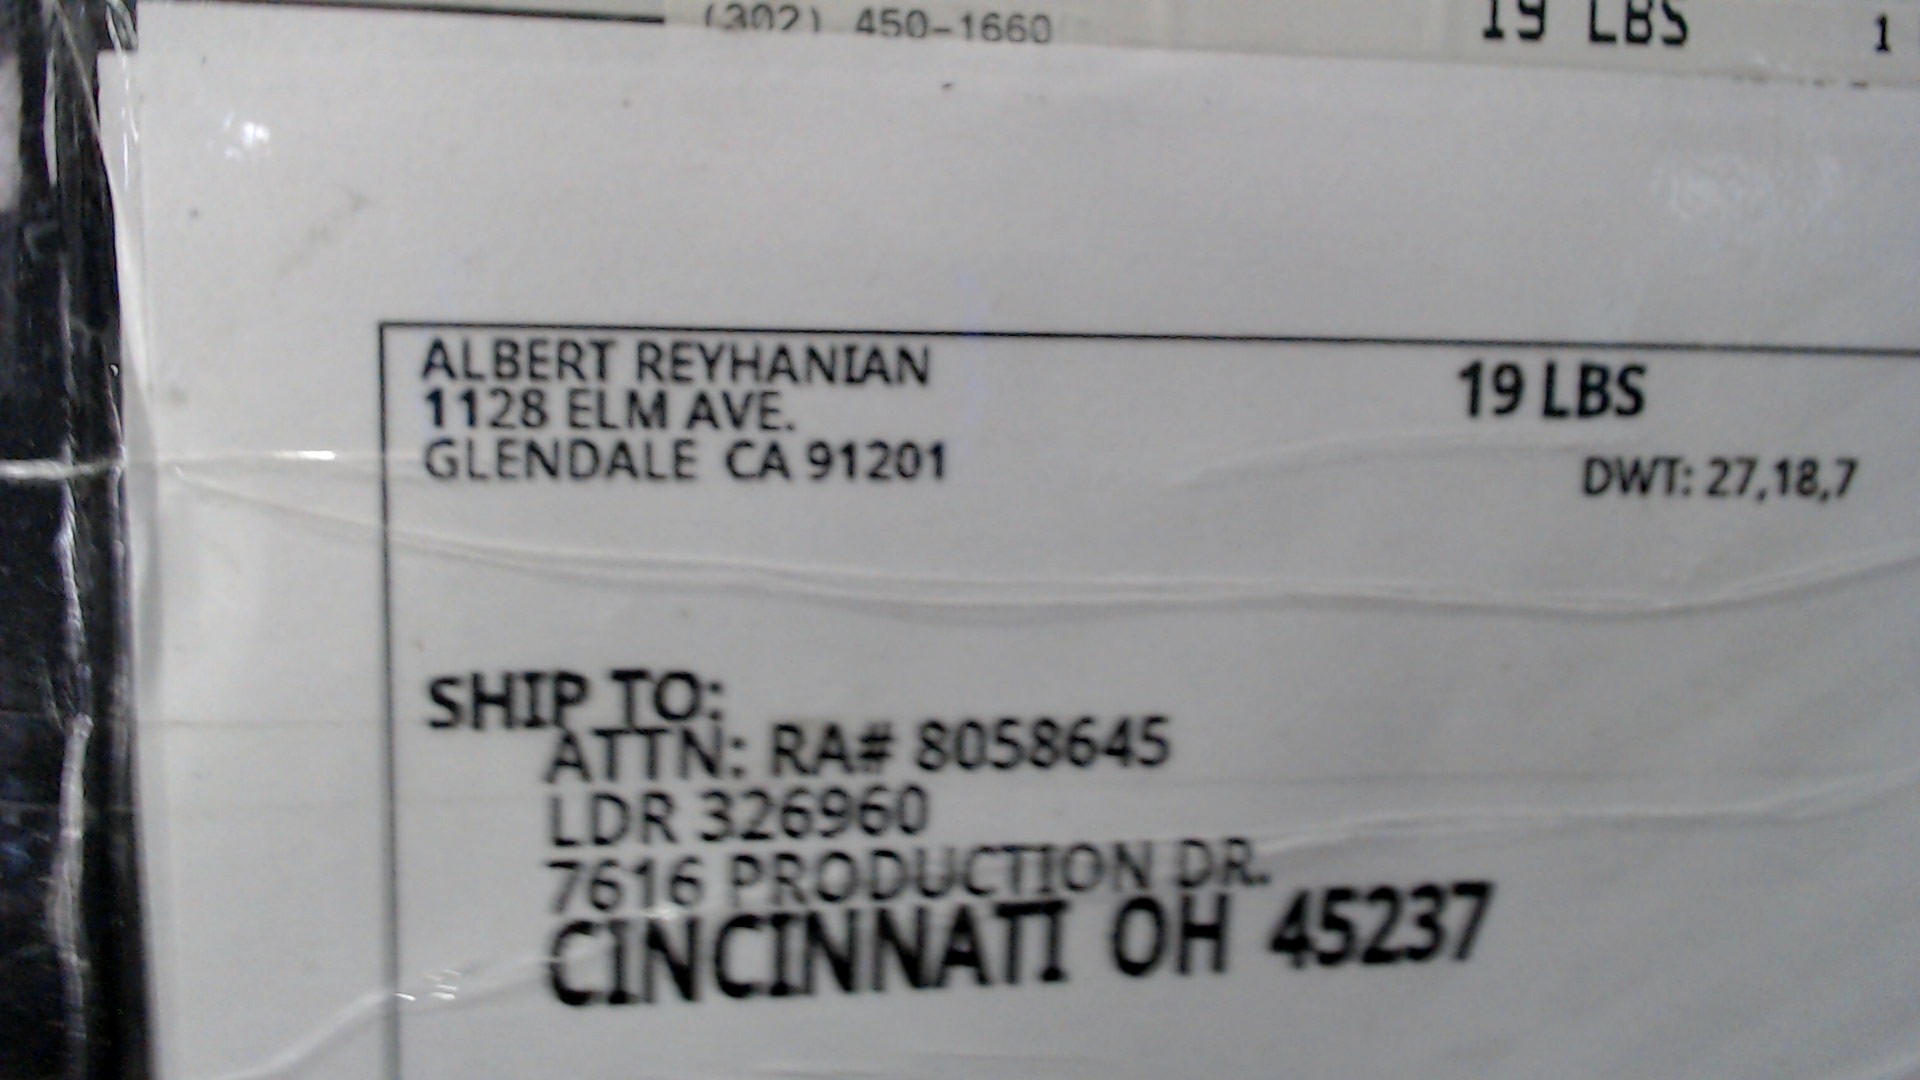 (302) 450-1660
19 LBS
1
ALBERT REYHANIAN
1128 ELM AVE.
GLENDALE CA 91201
19 LBS
DWT: 27,18,7
SHIP TO:
ATTN: RA# 8058645
LDR 326960
7616 PRODUCTION DR.
CINCINNATI OH 45237